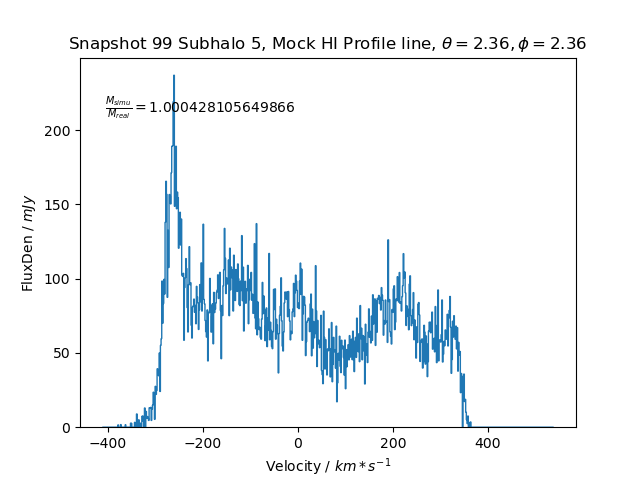 Snapshot 99 Subhalo 5, Mock HI Profile line, θ = 2.36, ϕ = 2.36
M_simu/M_real = 1.000428105649866
FluxDen / mJy
200
150
100
50
0
−400 −200 0 200 400
Velocity / km * s⁻¹